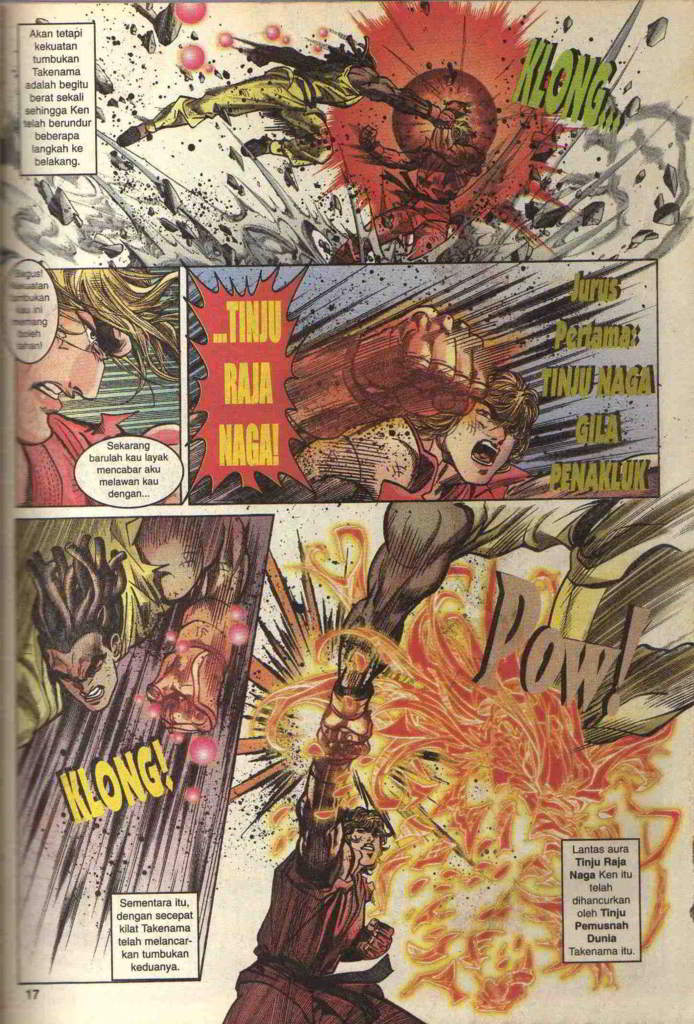 Akan tetapi
kekuatan
tumbukan
Takenama
adalah begitu
berat sekali
sehingga Ken
telah berundur
beberapa
langkah ke
belakang.
KLONG...
Bagus!
Kekuatan
tumbukan
kau ini
memang
boleh
tahan!
Sekarang
barulah kau layak
mencabar aku
melawan kau
dengan...
...TINJU
RAJA
NAGA!
Jurus
Pertama:
TINJU NAGA
GILA
PENAKLUK
KLONG!
Sementara itu,
dengan secepat
kilat Takenama
telah melancar-
kan tumbukan
keduanya.
POW!
Lantas aura
Tinju Raja
Naga Ken itu
telah
dihancurkan
oleh Tinju
Pemusnah
Dunia
Takenama itu.
17